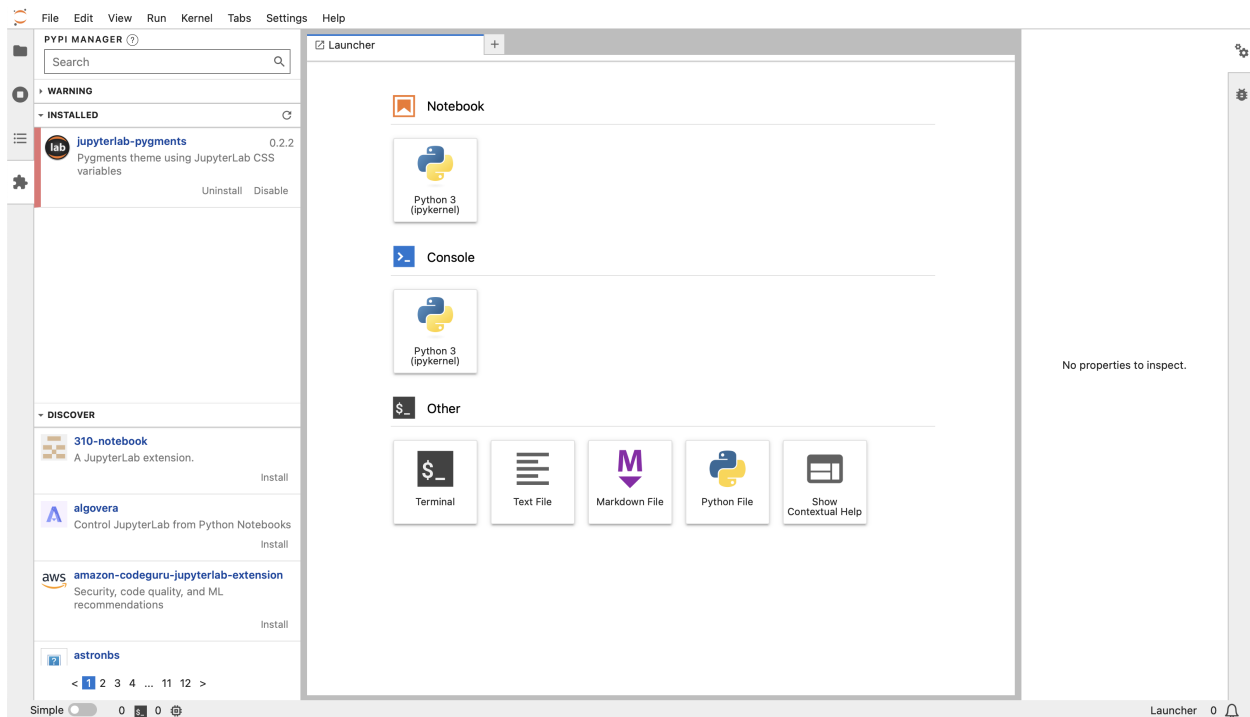 File Edit View Run Kernel Tabs Settings Help
PYPI MANAGER ?
Search
WARNING
INSTALLED
lab
jupyterlab-pygments 0.2.2
Pygments theme using JupyterLab CSS
variables
Uninstall Disable
DISCOVER
310-notebook
A JupyterLab extension.
Install
algovera
Control JupyterLab from Python Notebooks
Install
aws
amazon-codeguru-jupyterlab-extension
Security, code quality, and ML
recommendations
Install
?
astronbs
< 1 2 3 4 ... 11 12 >
Launcher +
Notebook
Python 3
(ipykernel)
>_ Console
Python 3
(ipykernel)
$_ Other
$_
Terminal
Text File
M
Markdown File
Python File
Show
Contextual Help
No properties to inspect.
Simple 0 $_ 0
Launcher 0